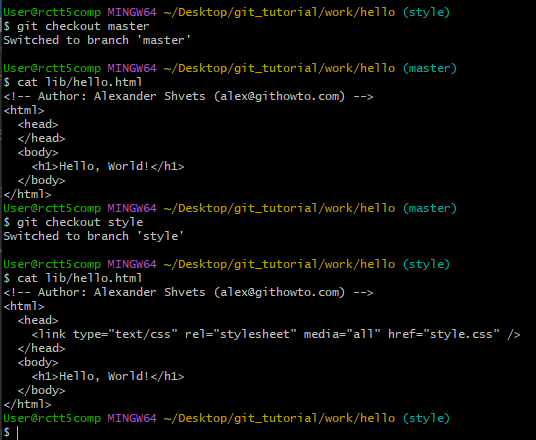 User@rctt5comp MINGW64 ~/Desktop/git_tutorial/work/hello (style)
$ git checkout master
Switched to branch 'master'
User@rctt5comp MINGW64 ~/Desktop/git_tutorial/work/hello (master)
$ cat lib/hello.html
<!-- Author: Alexander Shvets (alex@githowto.com) -->
<html>
  <head>
  </head>
  <body>
    <h1>Hello, World!</h1>
  </body>
</html>
User@rctt5comp MINGW64 ~/Desktop/git_tutorial/work/hello (master)
$ git checkout style
Switched to branch 'style'
User@rctt5comp MINGW64 ~/Desktop/git_tutorial/work/hello (style)
$ cat lib/hello.html
<!-- Author: Alexander Shvets (alex@githowto.com) -->
<html>
  <head>
    <link type="text/css" rel="stylesheet" media="all" href="style.css" />
  </head>
  <body>
    <h1>Hello, World!</h1>
  </body>
</html>
User@rctt5comp MINGW64 ~/Desktop/git_tutorial/work/hello (style)
$